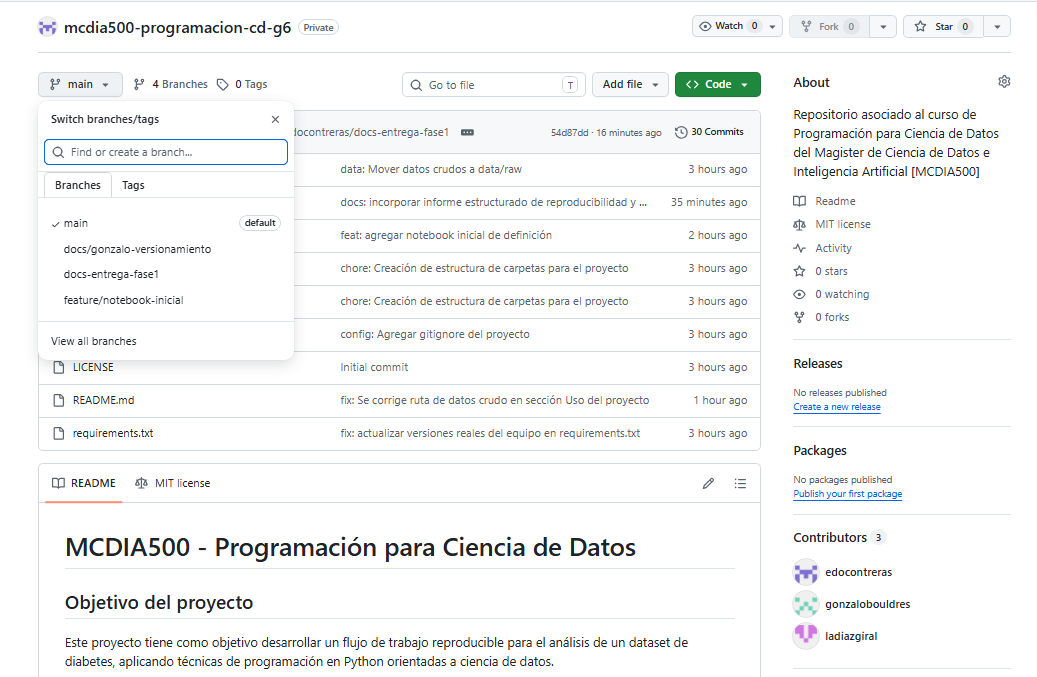 mcdia500-programacion-cd-g6 Private Watch 0 Fork 0 Star 0
main 4 Branches 0 Tags Go to file T Add file Code
Switch branches/tags
Find or create a branch...
Branches Tags
main default
docs/gonzalo-versionamiento
docs-entrega-fase1
feature/notebook-inicial
View all branches
docontreras/docs-entrega-fase1 54d87dd · 16 minutes ago 30 Commits
data: Mover datos crudos a data/raw 3 hours ago
docs: incorporar informe estructurado de reproducibilidad y ... 35 minutes ago
feat: agregar notebook inicial de definición 2 hours ago
chore: Creación de estructura de carpetas para el proyecto 3 hours ago
chore: Creación de estructura de carpetas para el proyecto 3 hours ago
config: Agregar gitignore del proyecto 3 hours ago
LICENSE Initial commit 3 hours ago
README.md fix: Se corrige ruta de datos crudo en sección Uso del proyecto 1 hour ago
requirements.txt fix: actualizar versiones reales del equipo en requirements.txt 3 hours ago
README MIT license
MCDIA500 - Programación para Ciencia de Datos
Objetivo del proyecto
Este proyecto tiene como objetivo desarrollar un flujo de trabajo reproducible para el análisis de un dataset de
diabetes, aplicando técnicas de programación en Python orientadas a ciencia de datos.
About
Repositorio asociado al curso de
Programación para Ciencia de Datos
del Magister de Ciencia de Datos e
Inteligencia Artificial [MCDIA500]
Readme
MIT license
Activity
0 stars
0 watching
0 forks
Releases
No releases published
Create a new release
Packages
No packages published
Publish your first package
Contributors 3
edocontreras
gonzalobouldres
ladiazgiral